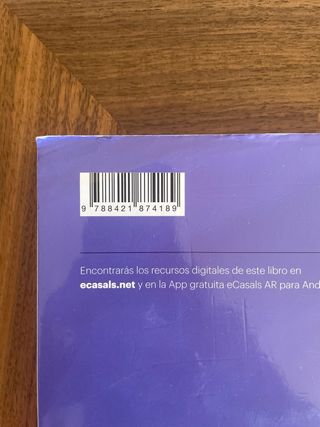 9 788421 874189
Encontrarás los recursos digitales de este libro en
ecasals.net y en la App gratuita eCasals AR para And